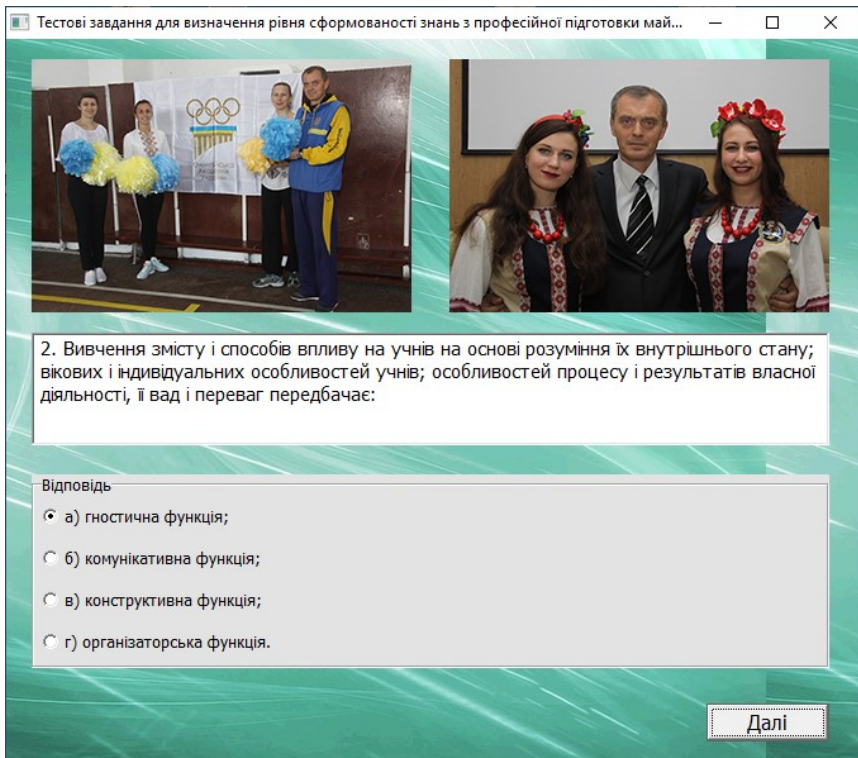 Тестові завдання для визначення рівня сформованості знань з професійної підготовки май...
2. Вивчення змісту і способів впливу на учнів на основі розуміння їх внутрішнього стану;
вікових і індивідуальних особливостей учнів; особливостей процесу і результатів власної
діяльності, її вад і переваг передбачає:
Відповідь
а) гностична функція;
б) комунікативна функція;
в) конструктивна функція;
г) організаторська функція.
Далі